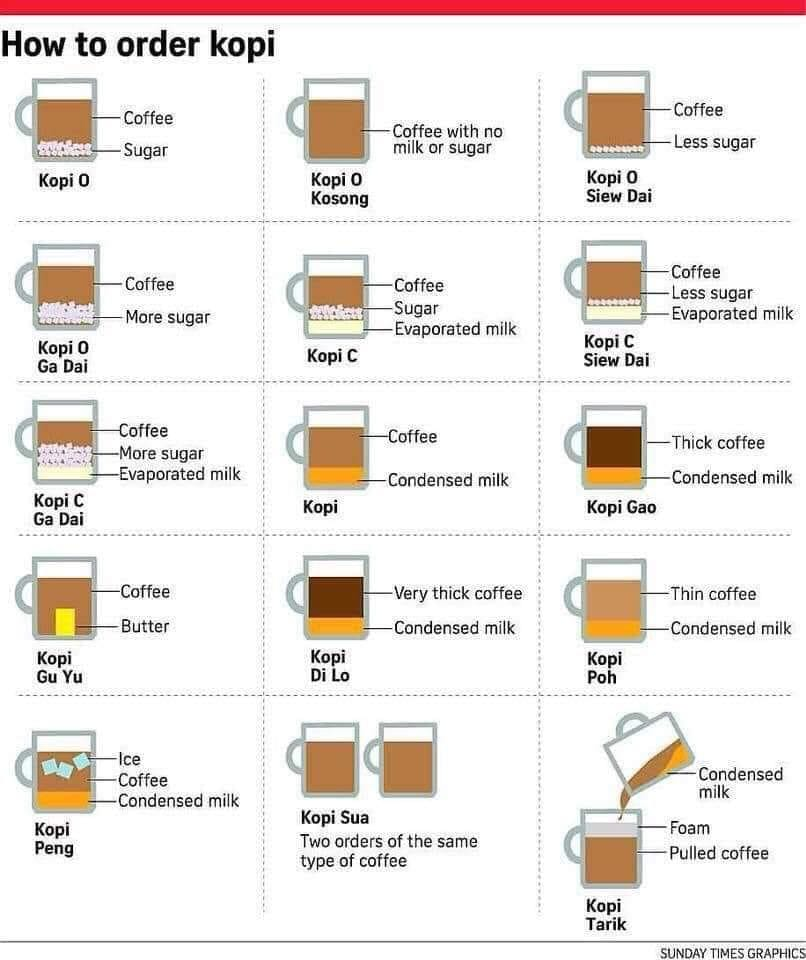 How to order kopi
Coffee
Sugar
Kopi O
Coffee with no
milk or sugar
Kopi O
Kosong
Coffee
Less sugar
Kopi O
Siew Dai
Coffee
More sugar
Kopi O
Ga Dai
Coffee
Sugar
Evaporated milk
Kopi C
Coffee
Less sugar
Evaporated milk
Kopi C
Siew Dai
Coffee
More sugar
Evaporated milk
Kopi C
Ga Dai
Coffee
Condensed milk
Kopi
Thick coffee
Condensed milk
Kopi Gao
Coffee
Butter
Kopi
Gu Yu
Very thick coffee
Condensed milk
Kopi
Di Lo
Thin coffee
Condensed milk
Kopi
Poh
Ice
Coffee
Condensed milk
Kopi
Peng
Kopi Sua
Two orders of the same
type of coffee
Condensed
milk
Foam
Pulled coffee
Kopi
Tarik
SUNDAY TIMES GRAPHICS